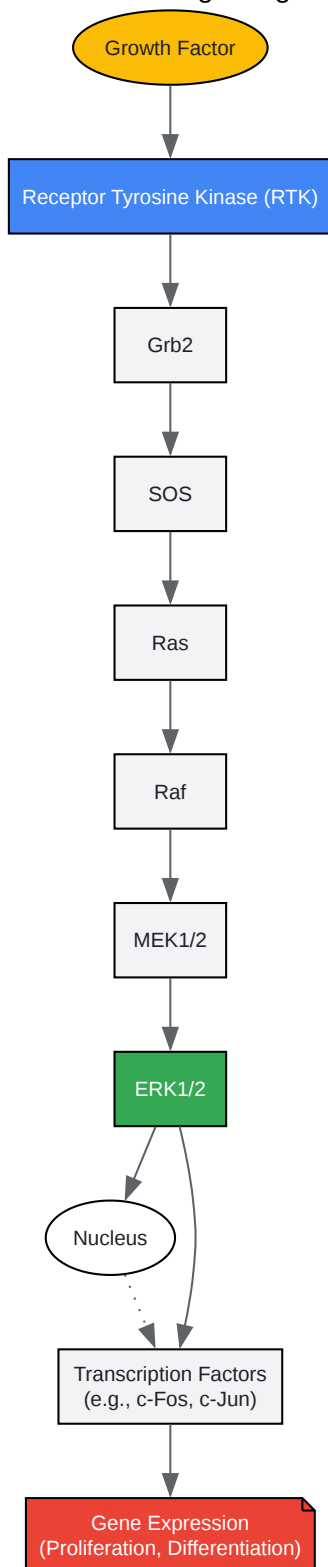 Growth Factor
Receptor Tyrosine Kinase (RTK)
Grb2
SOS
Ras
Raf
MEK1/2
ERK1/2
Nucleus
Transcription Factors
(e.g., c-Fos, c-Jun)
Gene Expression
(Proliferation, Differentiation)